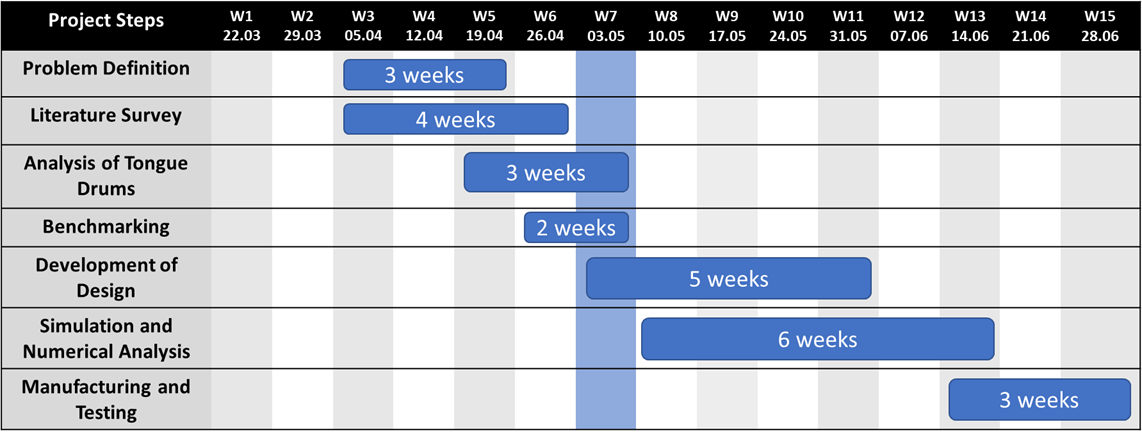 Project Steps
W1 W2 W3 W4 W5 W6 W7 W8 W9 W10 W11 W12 W13 W14 W15
22.03 29.03 05.04 12.04 19.04 26.04 03.05 10.05 17.05 24.05 31.05 07.06 14.06 21.06 28.06
Problem Definition
3 weeks
Literature Survey
4 weeks
Analysis of Tongue
Drums
3 weeks
Benchmarking
2 weeks
Development of
Design
5 weeks
Simulation and
Numerical Analysis
6 weeks
Manufacturing and
Testing
3 weeks